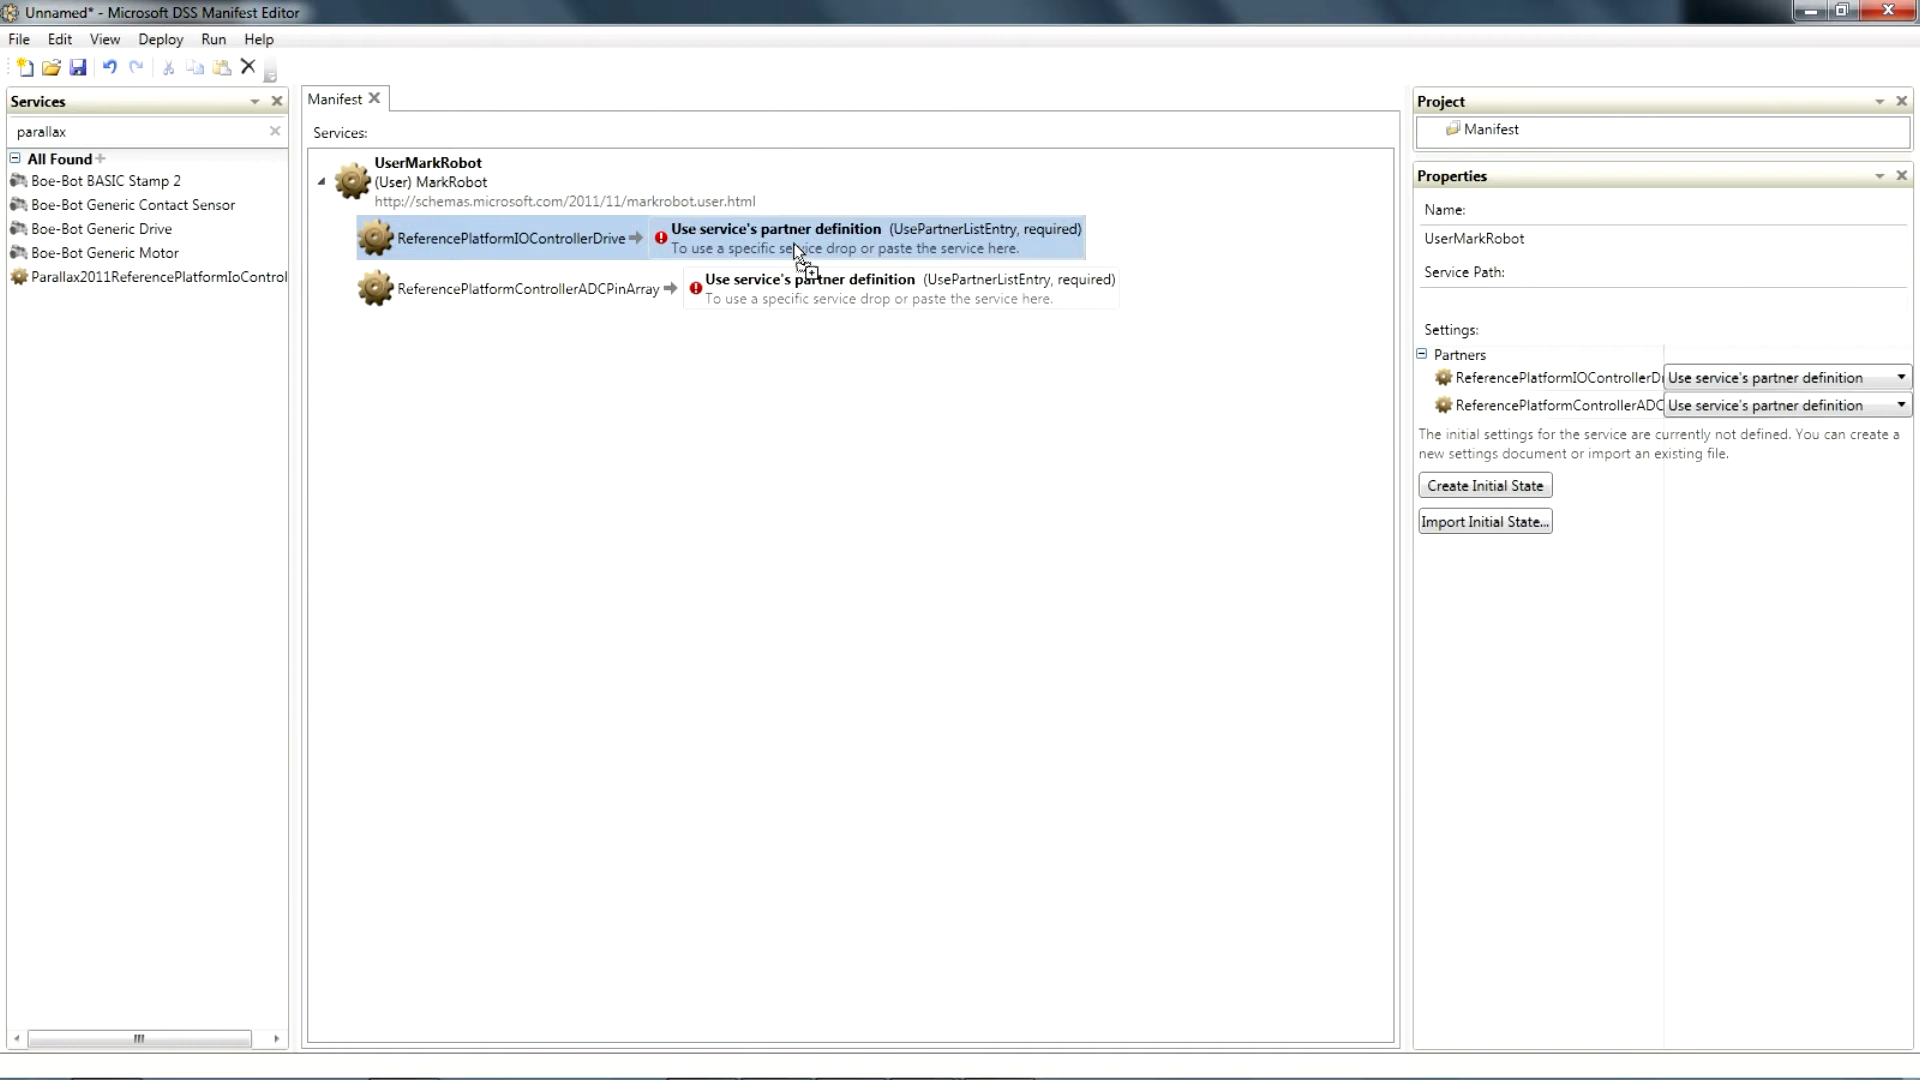 Unnamed* - Microsoft DSS Manifest Editor
File Edit View Deploy Run Help
Services
parallax
All Found
Boe-Bot BASIC Stamp 2
Boe-Bot Generic Contact Sensor
Boe-Bot Generic Drive
Boe-Bot Generic Motor
Parallax2011ReferencePlatformIoControl
Manifest
Services:
UserMarkRobot
(User) MarkRobot
http://schemas.microsoft.com/2011/11/markrobot.user.html
ReferencePlatformIOControllerDrive
Use service's partner definition (UsePartnerListEntry, required)
To use a specific service drop or paste the service here.
ReferencePlatformControllerADCPinArray
Use service's partner definition (UsePartnerListEntry, required)
To use a specific service drop or paste the service here.
Project
Manifest
Properties
Name:
UserMarkRobot
Service Path:
Settings:
Partners
ReferencePlatformIOControllerD Use service's partner definition
ReferencePlatformControllerADC Use service's partner definition
The initial settings for the service are currently not defined. You can create a
new settings document or import an existing file.
Create Initial State
Import Initial State...